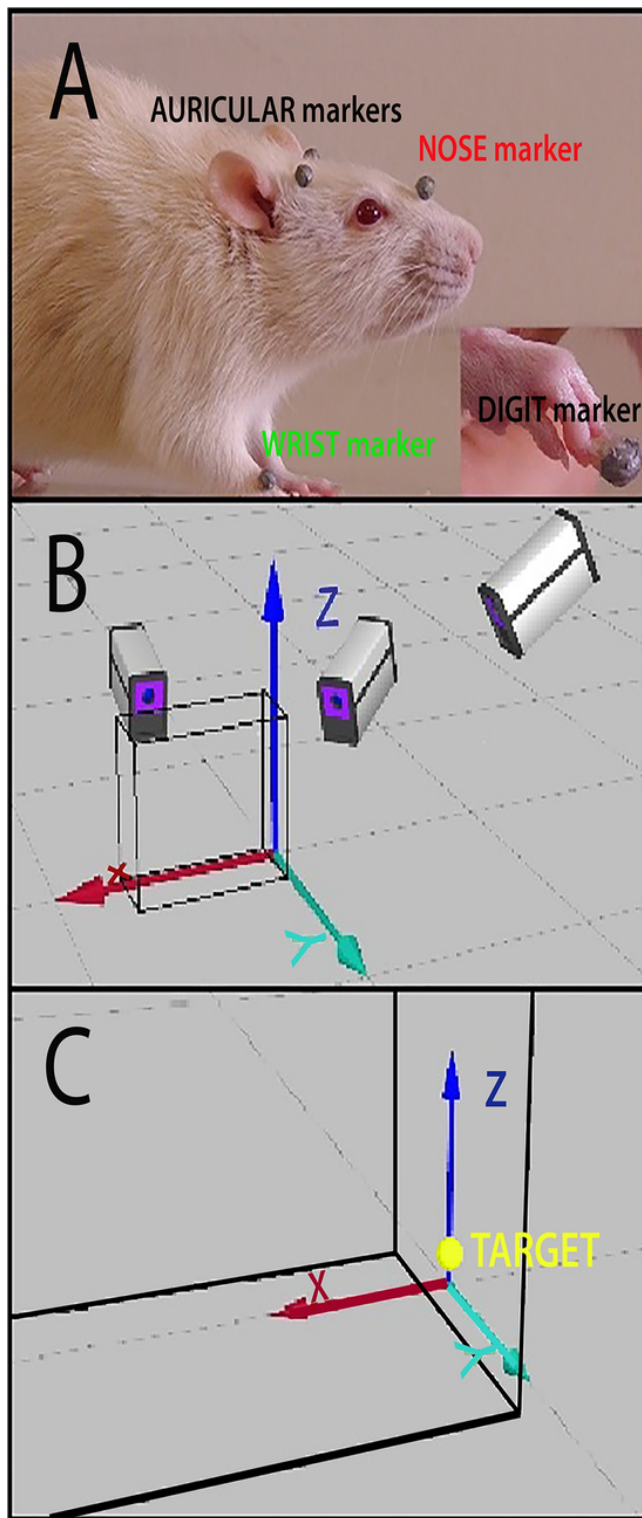 A
AURICULAR markers
NOSE marker
DIGIT marker
WRIST marker
B
Z
X
Y
C
Z
TARGET
X
Y